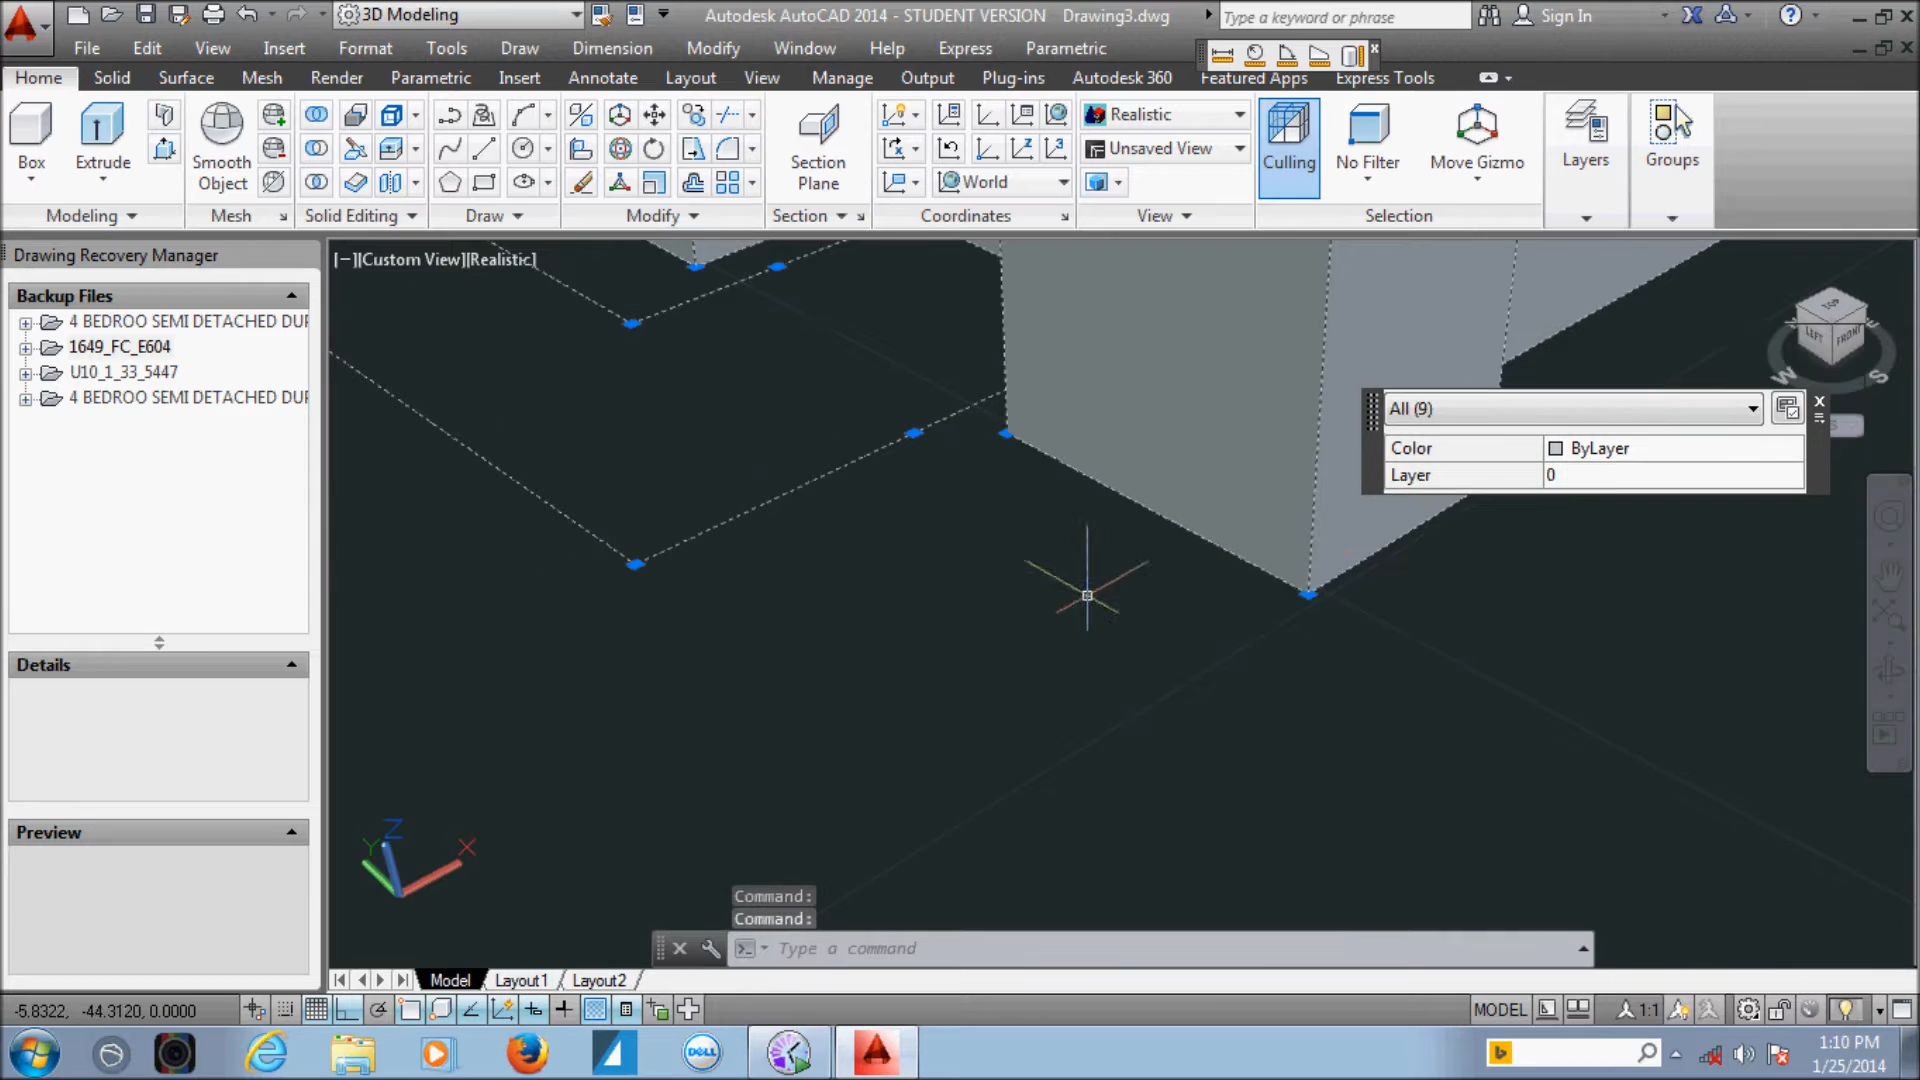 3D Modeling Autodesk AutoCAD 2014 - STUDENT VERSION Drawing3.dwg Type a keyword or phrase Sign In
File Edit View Insert Format Tools Draw Dimension Modify Window Help Express Parametric
Home Solid Surface Mesh Render Parametric Insert Annotate Layout View Manage Output Plug-ins Autodesk 360 Featured Apps Express Tools
Realistic
Unsaved View
World
Box Extrude Smooth Object Section Plane Culling No Filter Move Gizmo Layers Groups
Modeling Mesh Solid Editing Draw Modify Section Coordinates View Selection
Drawing Recovery Manager
Backup Files
4 BEDROO SEMI DETACHED DUP
1649_FC_E604
U10_1_33_5447
4 BEDROO SEMI DETACHED DUP
Details
Preview
[−][Custom View][Realistic]
TOP
LEFT FRONT
W S
All (9)
Color ByLayer
Layer 0
Z
Y X
Command:
Command:
Type a command
Model Layout1 Layout2
-5.8322, -44.3120, 0.0000 MODEL 1:1
DELL
1:10 PM
1/25/2014